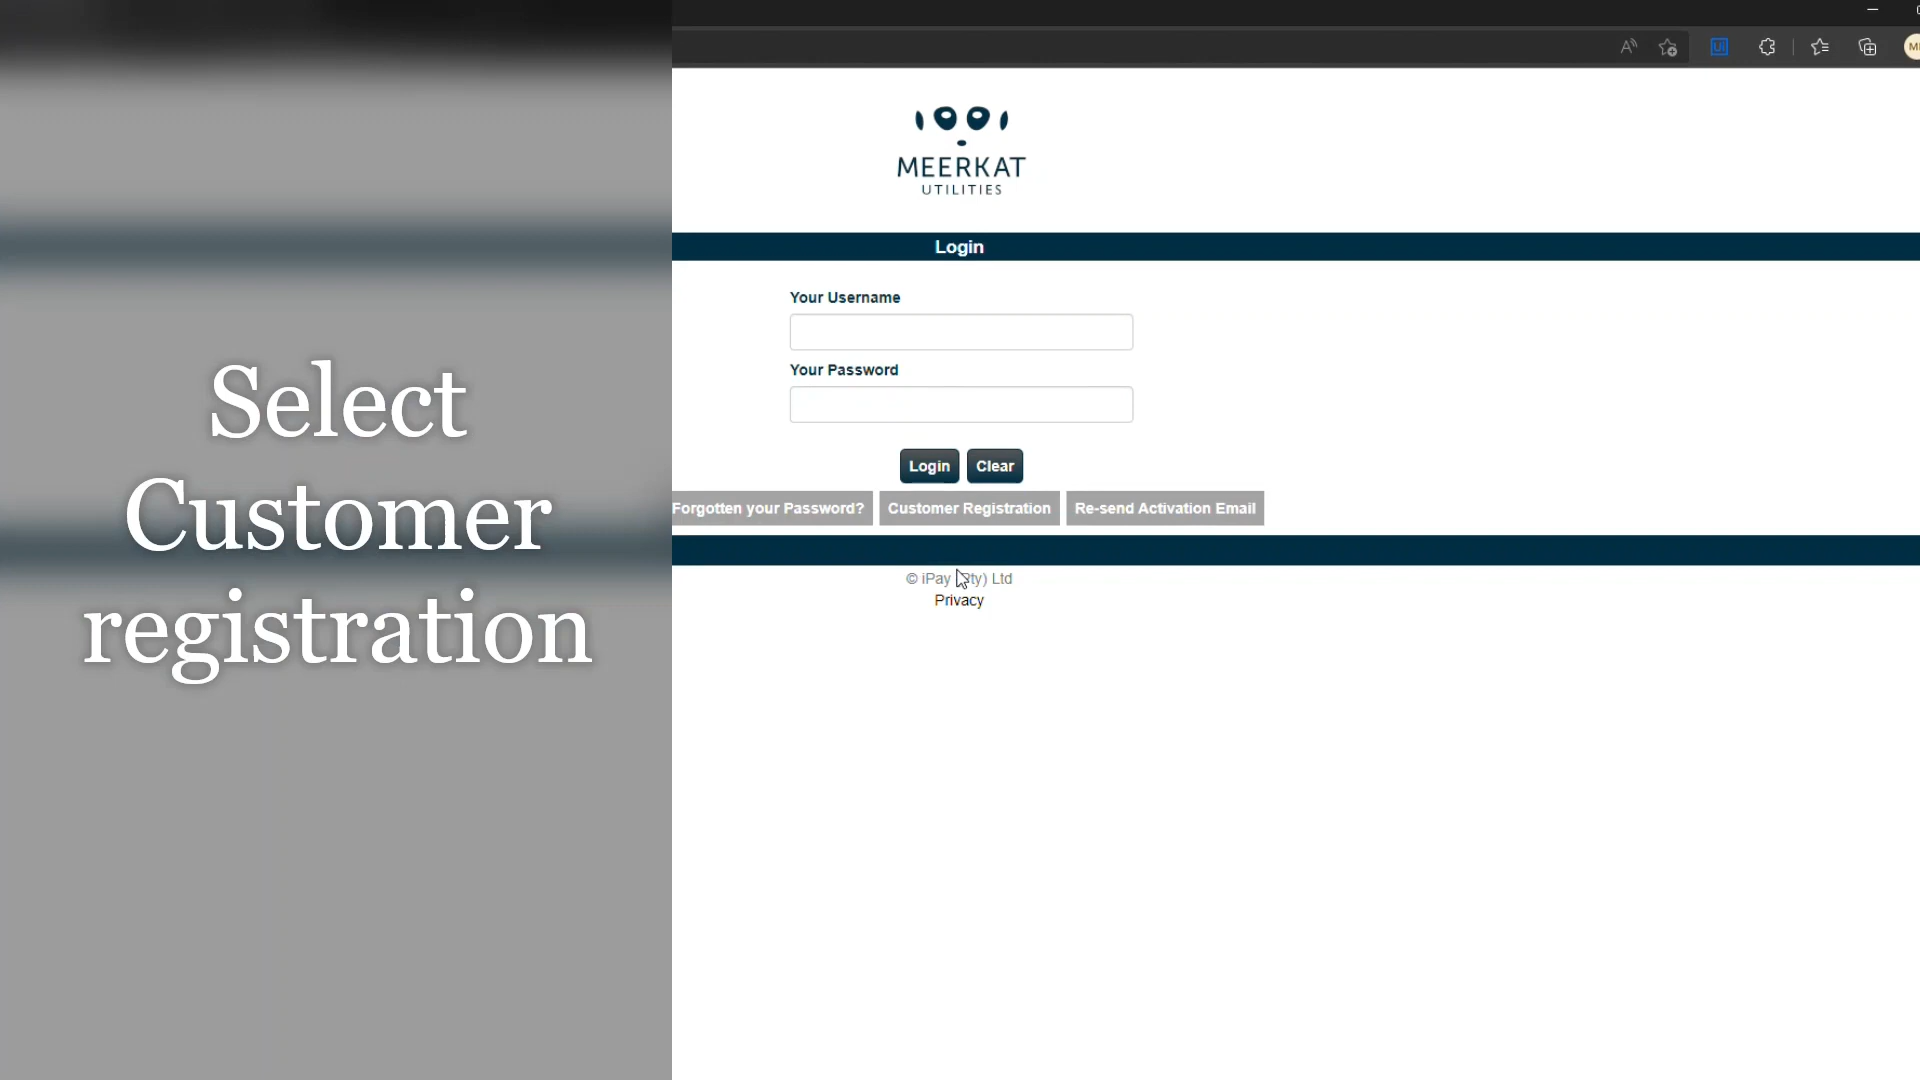 Select
Customer
registration
MEERKAT
UTILITIES
Login
Your Username
Your Password
Login Clear
Forgotten your Password? Customer Registration Re-send Activation Email
© iPay (Pty) Ltd
Privacy